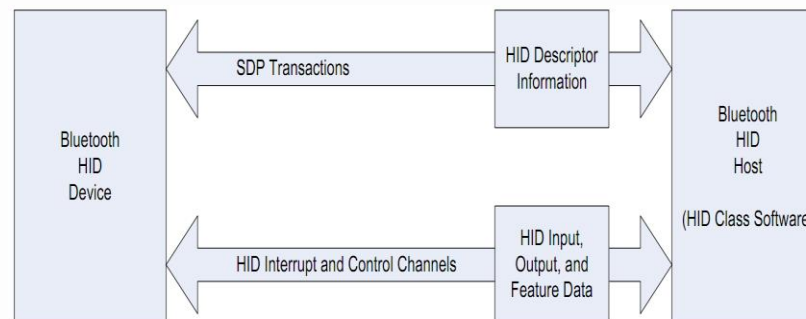 SDP Transactions
HID Descriptor
Information
Bluetooth
HID
Device
Bluetooth
HID
Host
(HID Class Software
HID Interrupt and Control Channels
HID Input,
Output, and
Feature Data